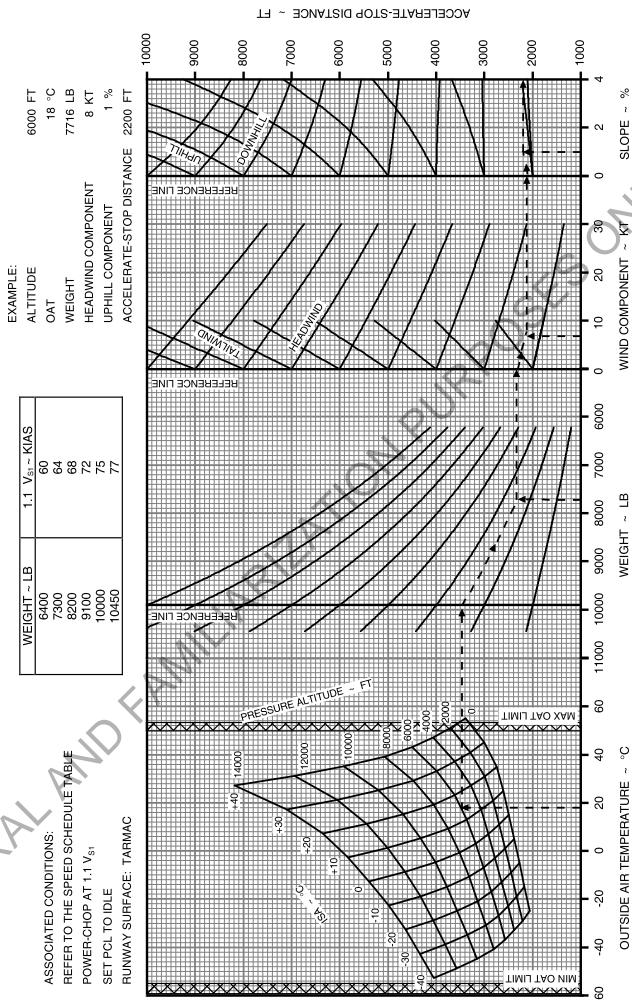 ASSOCIATED CONDITIONS:
REFER TO THE SPEED SCHEDULE TABLE
POWER-CHOP AT 1.1 VS1
SET PCL TO IDLE
RUNWAY SURFACE: TARMAC
WEIGHT ~ LB 1.1 VS1 ~ KIAS
6400 60
7300 64
8200 68
9100 72
10000 75
10450 77
EXAMPLE:
ALTITUDE 6000 FT
OAT 18 °C
WEIGHT 7716 LB
HEADWIND COMPONENT 8 KT
UPHILL COMPONENT 1 %
ACCELERATE-STOP DISTANCE 2200 FT
MIN OAT LIMIT
MAX OAT LIMIT
ISA ~ °C
-40
-30
-20
-10
0
+10
+20
+30
+40
PRESSURE ALTITUDE ~ FT
14000
12000
10000
8000
6000
4000
2000
0
REFERENCE LINE
REFERENCE LINE
TAILWIND
HEADWIND
REFERENCE LINE
UPHILL
DOWNHILL
10000
9000
8000
7000
6000
5000
4000
3000
2000
1000
ACCELERATE-STOP DISTANCE ~ FT
60 -40 -20 0 20 40 60
11000 10000 9000 8000 7000 6000
0 10 20 30
0 2 4
OUTSIDE AIR TEMPERATURE ~ °C
WEIGHT ~ LB
WIND COMPONENT ~ KT
SLOPE ~ %
RAL AND FAMILIARIZATION PURPOSES ON